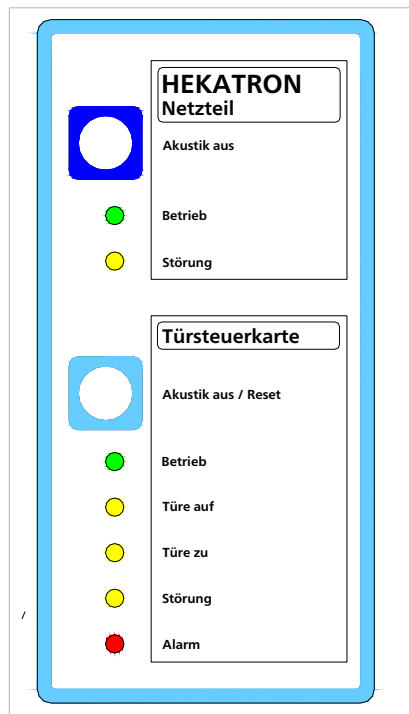 HEKATRON
Netzteil
Akustik aus
Betrieb
Störung
Türsteuerkarte
Akustik aus / Reset
Betrieb
Türe auf
Türe zu
Störung
/
Alarm